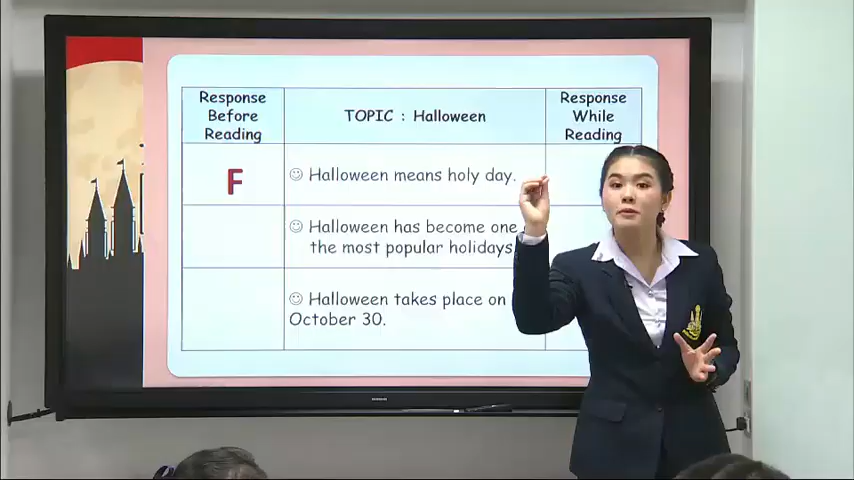 Response
Before
Reading
TOPIC : Halloween
Response
While
Reading
F
Halloween means holy day.
Halloween has become one
the most popular holidays
Halloween takes place on
October 30.
SAMSUNG